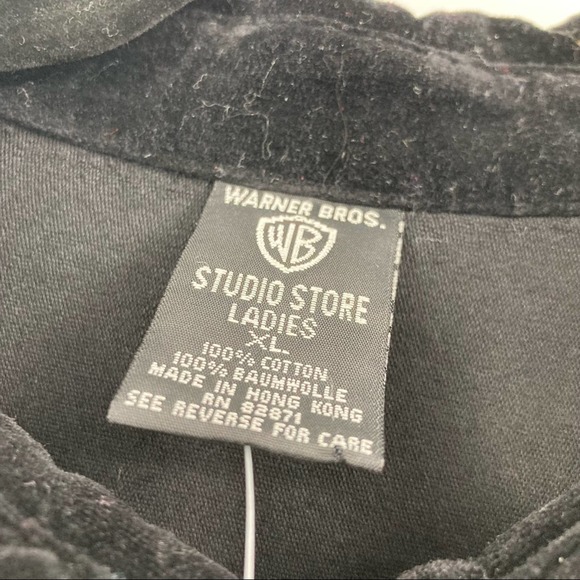 WARNER BROS.
WB
STUDIO STORE
LADIES
XL
100% COTTON
100% BAUMWOLLE
MADE IN HONG KONG
RN 82871
SEE REVERSE FOR CARE